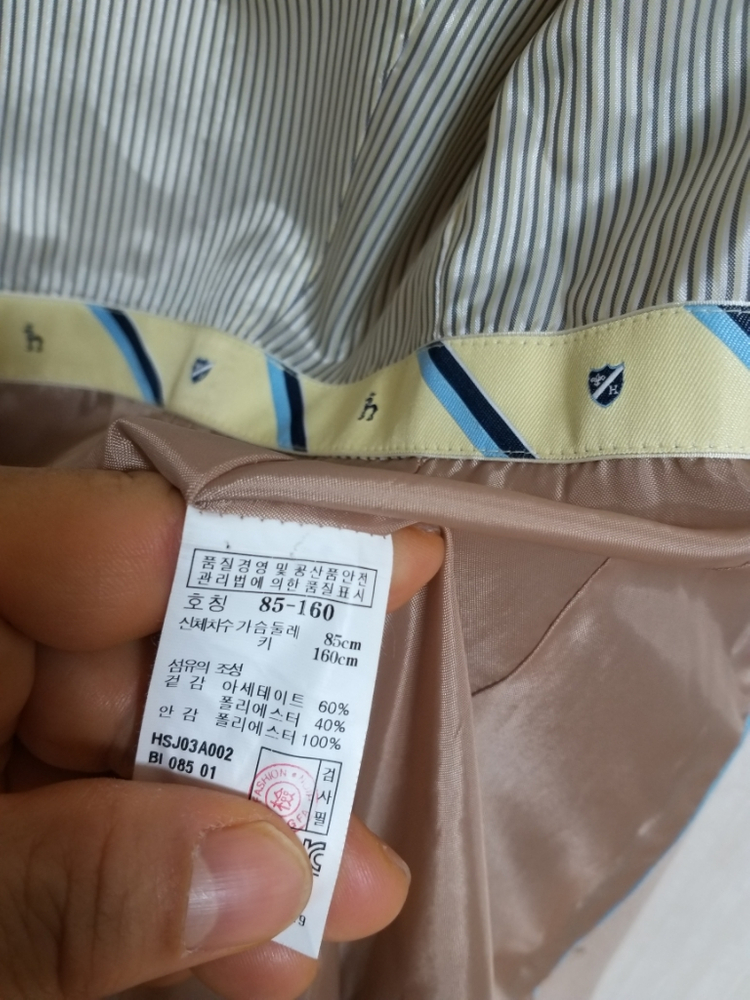 품질경영 및 공산품안전
관리법에 의한 품질표시
호칭 85-160
신체치수 가슴둘레 85cm
키 160cm
섬유의 조성
겉감 아세테이트 60%
폴리에스터 40%
안감 폴리에스터 100%
HSJ03A002
BI 085 01
검
사
필
FASHION
檢
H